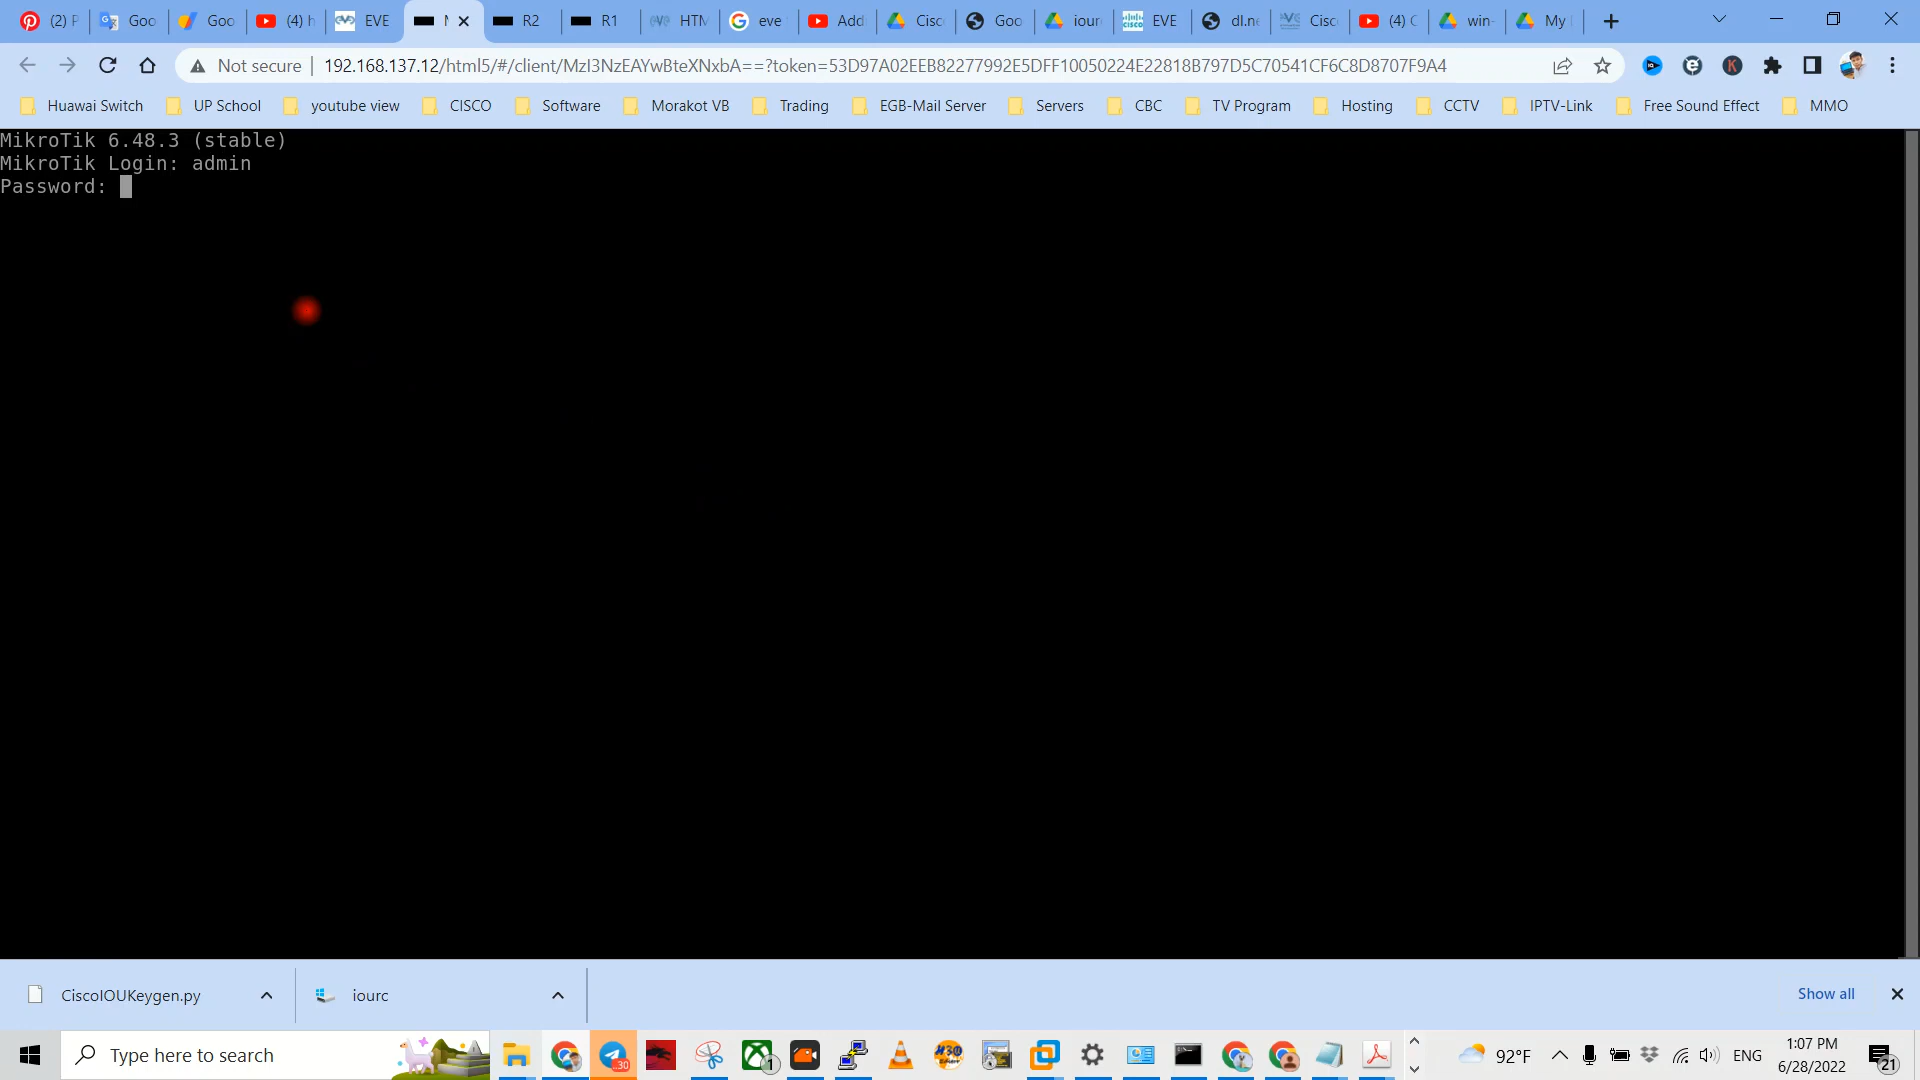 (2) P
Goo
Goo
(4) h
EVE
R2
R1
HTM
eve
Add
Cisc
Goo
iour
EVE
dl.ne
Cisc
(4) C
win-
My
Not secure
192.168.137.12/html5/#/client/MzI3NzEAYwBteXNxbA==?token=53D97A02EEB82277992E5DFF10050224E22818B797D5C70541CF6C8D8707F9A4
Huawai Switch
UP School
youtube view
CISCO
Software
Morakot VB
Trading
EGB-Mail Server
Servers
CBC
TV Program
Hosting
CCTV
IPTV-Link
Free Sound Effect
MMO
MikroTik 6.48.3 (stable)
MikroTik Login: admin
Password:
CiscoIOUKeygen.py
iourc
Show all
Type here to search
92°F
ENG
1:07 PM
6/28/2022
21